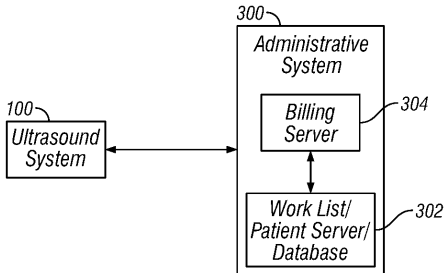 300
Administrative
System
100
Ultrasound
System
Billing
Server
304
Work List/
Patient Server/
Database
302